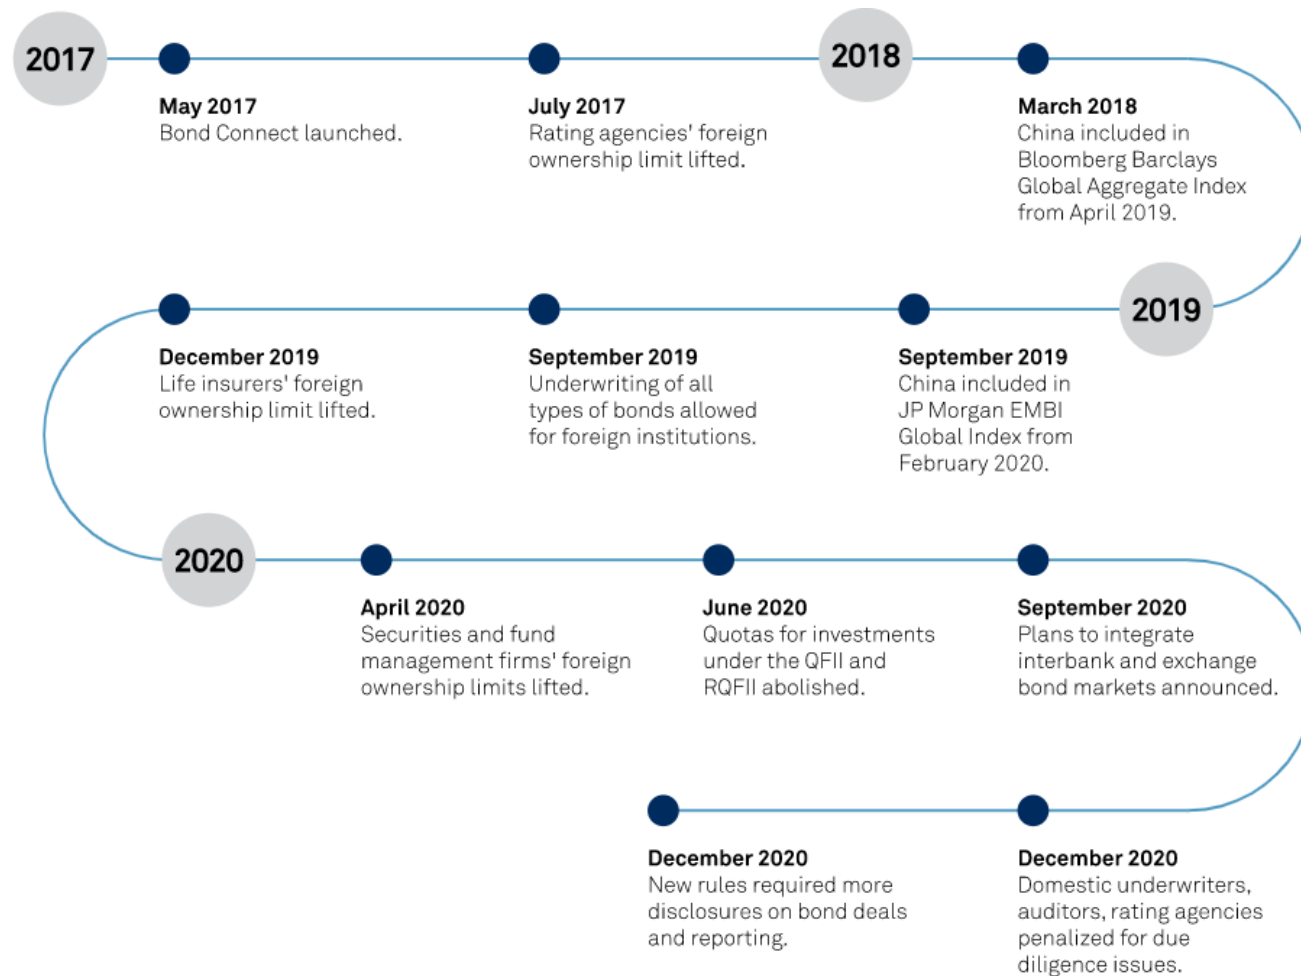 2017
May 2017
Bond Connect launched.
July 2017
Rating agencies' foreign
ownership limit lifted.
2018
March 2018
China included in
Bloomberg Barclays
Global Aggregate Index
from April 2019.
2019
September 2019
China included in
JP Morgan EMBI
Global Index from
February 2020.
September 2019
Underwriting of all
types of bonds allowed
for foreign institutions.
December 2019
Life insurers' foreign
ownership limit lifted.
2020
April 2020
Securities and fund
management firms' foreign
ownership limits lifted.
June 2020
Quotas for investments
under the QFII and
RQFII abolished.
September 2020
Plans to integrate
interbank and exchange
bond markets announced.
December 2020
Domestic underwriters,
auditors, rating agencies
penalized for due
diligence issues.
December 2020
New rules required more
disclosures on bond deals
and reporting.